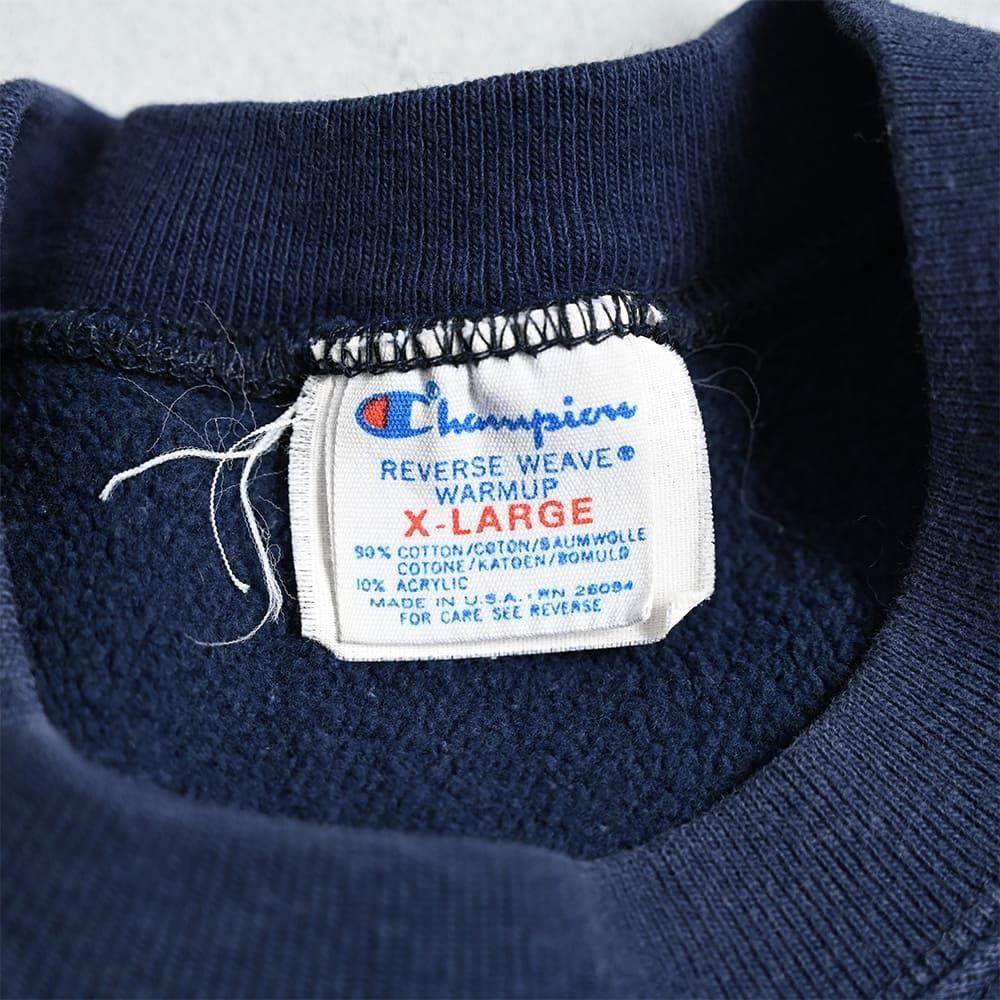 Champion
REVERSE WEAVE®
WARMUP
X-LARGE
90% COTTON/COTON/BAUMWOLLE
COTONE/KATOEN/BOMULD
10% ACRYLIC
MADE IN U.S.A. • RN 26094
FOR CARE SEE REVERSE